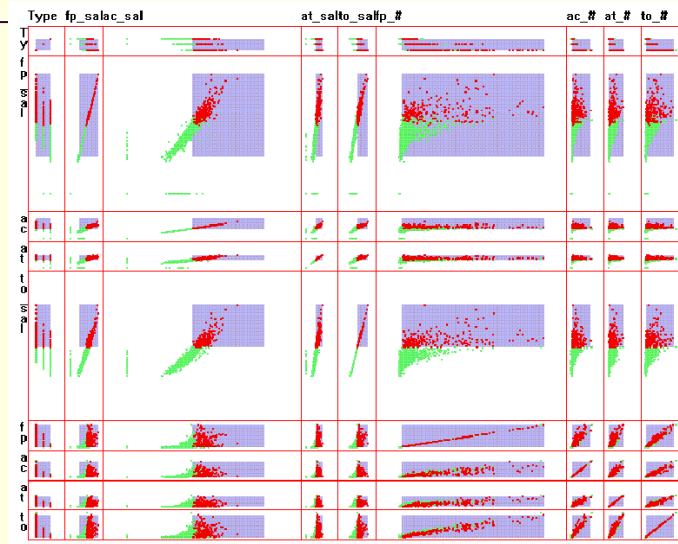 Type fp_salac_sal at_salto_salfp_# ac_# at_# to_#
T
y
f
p
_
s
a
l
a
c
a
t
t
o
_
s
a
l
f
p
a
c
a
t
t
o